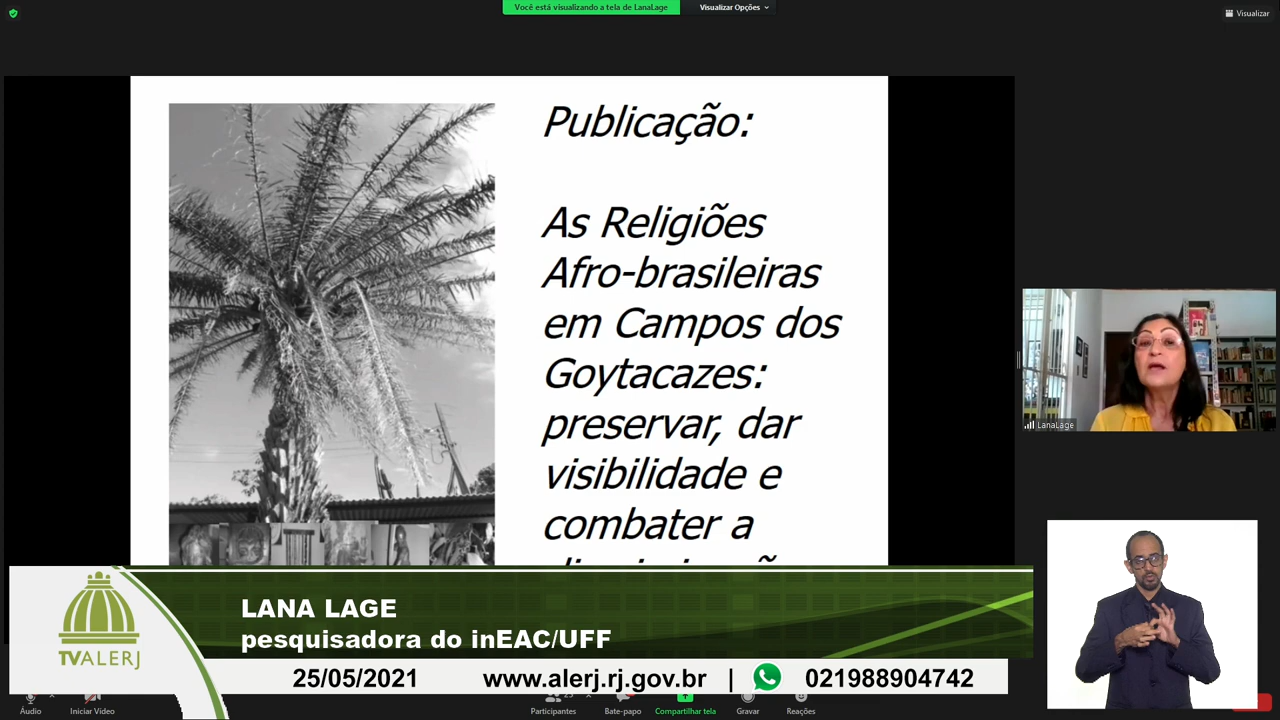 Você está visualizando a tela de LanaLage
Visualizar Opções
Visualizar
Publicação:
As Religiões
Afro-brasileiras
em Campos dos
Goytacazes:
preservar, dar
visibilidade e
combater a
LanaLage
LANA LAGE
pesquisadora do inEAC/UFF
TVALERJ
25/05/2021 www.alerj.rj.gov.br | 021988904742
Áudio
Iniciar Vídeo
Participantes
Bate-papo
Compartilhar tela
Gravar
Reações